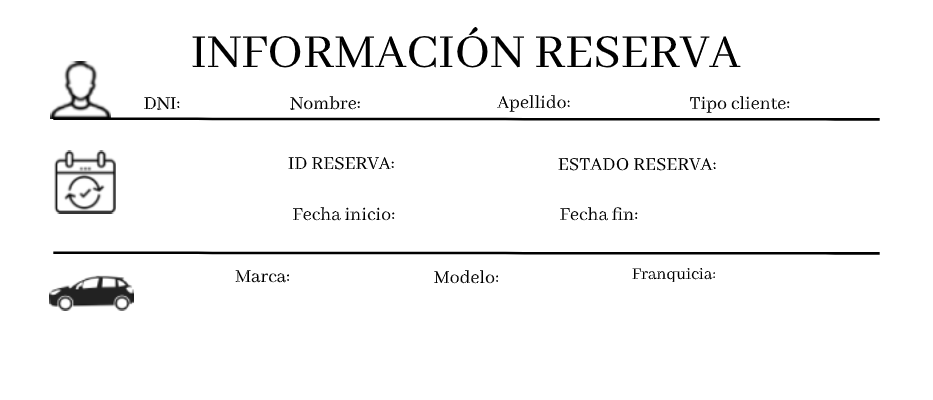 INFORMACIÓN RESERVA
DNI: Nombre: Apellido: Tipo cliente:
ID RESERVA: ESTADO RESERVA:
Fecha inicio: Fecha fin:
Marca: Modelo: Franquicia: